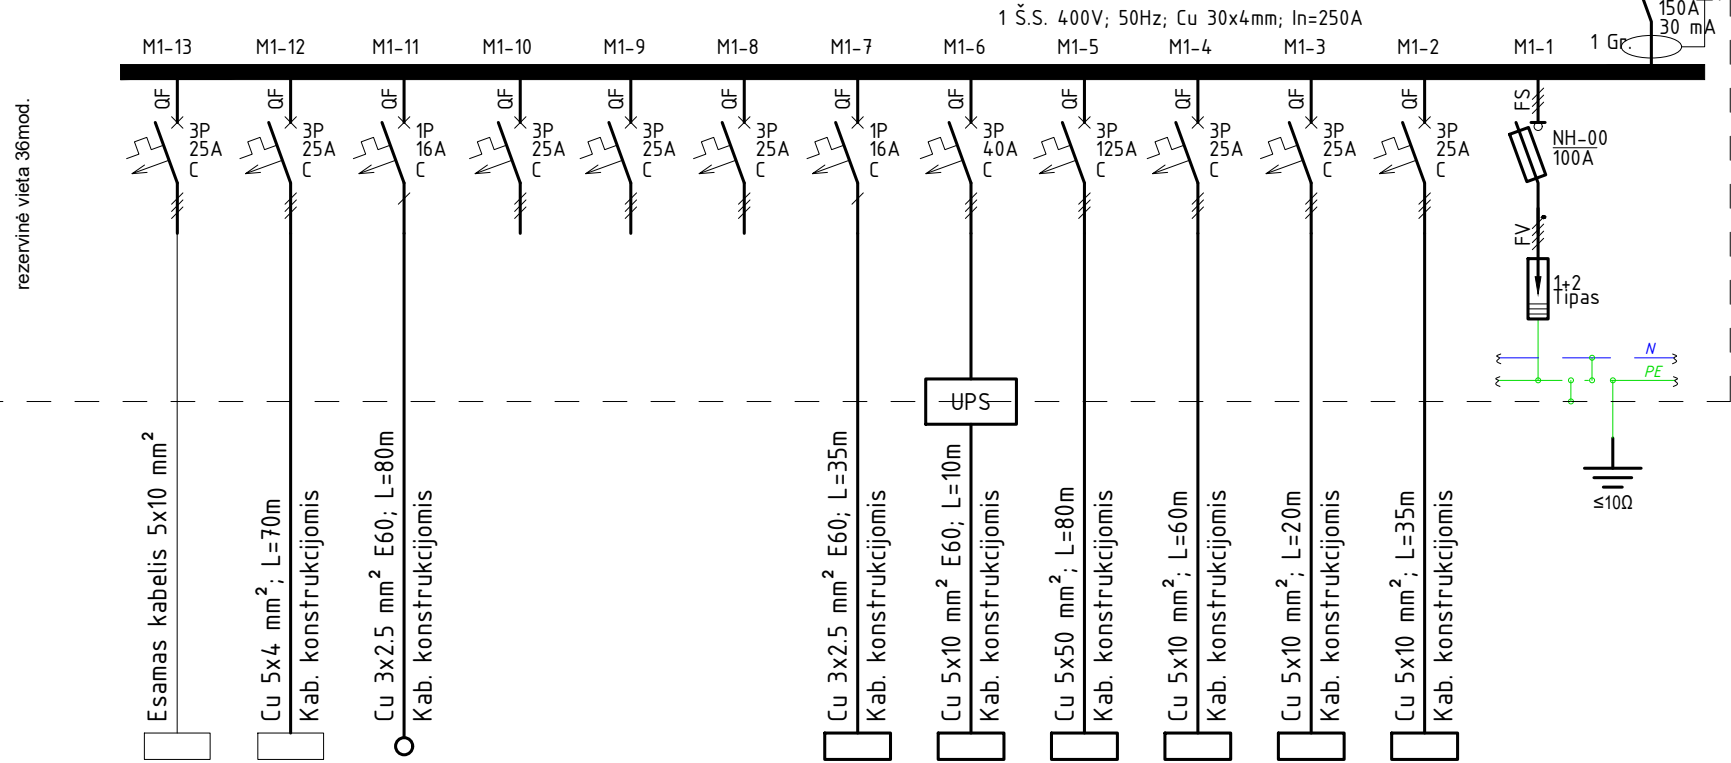 1 Š.S. 400V; 50Hz; Cu 30x4mm; In=250A
150A
30 mA
1 Gr.
M1-13
M1-12
M1-11
M1-10
M1-9
M1-8
M1-7
M1-6
M1-5
M1-4
M1-3
M1-2
M1-1
rezervinė vieta 36mod.
QF
3P
25A
C
QF
3P
25A
C
QF
1P
16A
C
QF
3P
25A
C
QF
3P
25A
C
QF
3P
25A
C
QF
1P
16A
C
QF
3P
40A
C
QF
3P
125A
C
QF
3P
25A
C
QF
3P
25A
C
QF
3P
25A
C
FS
NH-00
100A
FV
1+2
Tipas
N
PE
≤10Ω
UPS
Esamas kabelis 5x10 mm²
Cu 5x4 mm²; L=70m
Kab. konstrukcijomis
Cu 3x2.5 mm² E60; L=80m
Kab. konstrukcijomis
Cu 3x2.5 mm² E60; L=35m
Kab. konstrukcijomis
Cu 5x10 mm² E60; L=10m
Kab. konstrukcijomis
Cu 5x50 mm²; L=80m
Kab. konstrukcijomis
Cu 5x10 mm²; L=60m
Kab. konstrukcijomis
Cu 5x10 mm²; L=20m
Kab. konstrukcijomis
Cu 5x10 mm²; L=35m
Kab. konstrukcijomis